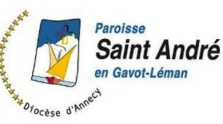 Paroisse
Saint André
en Gavot-Léman
Diocèse d'Annecy